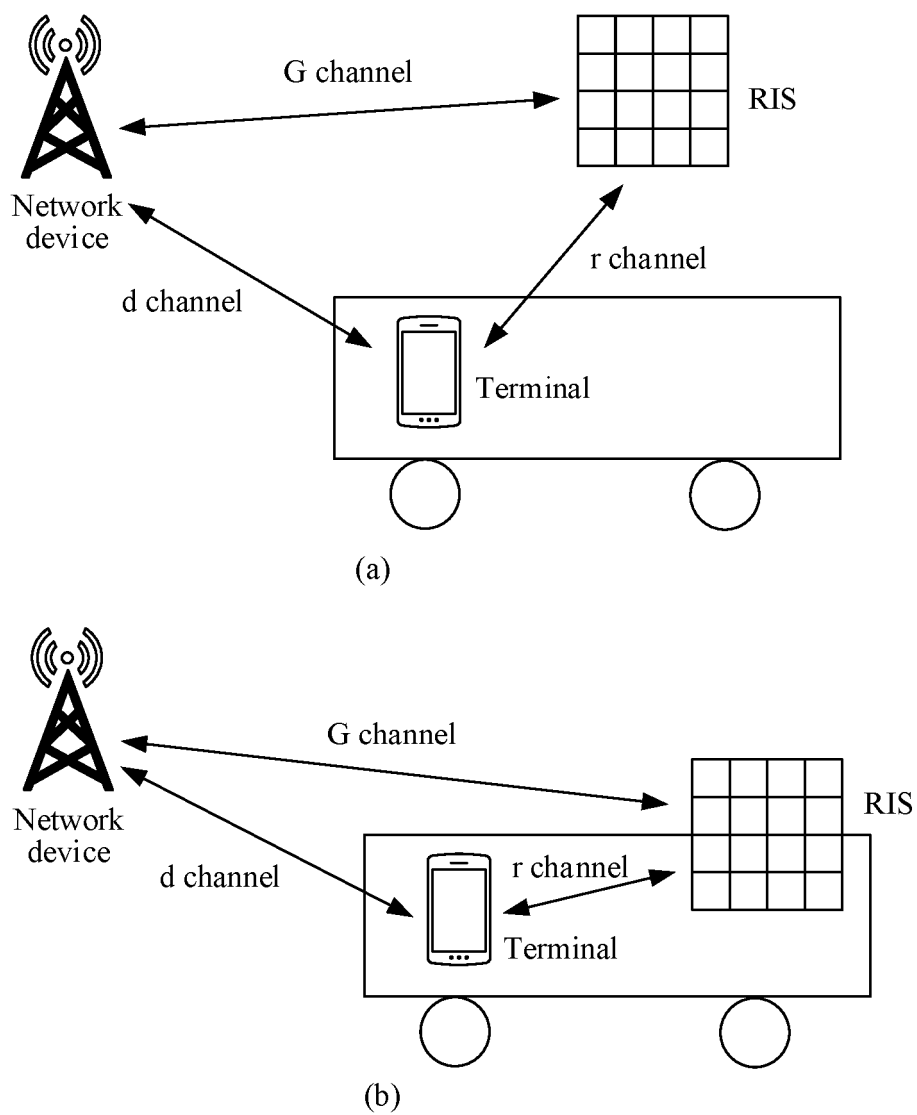 G channel
RIS
Network
device
r channel
d channel
Terminal
(a)
G channel
RIS
Network
device
r channel
d channel
Terminal
(b)